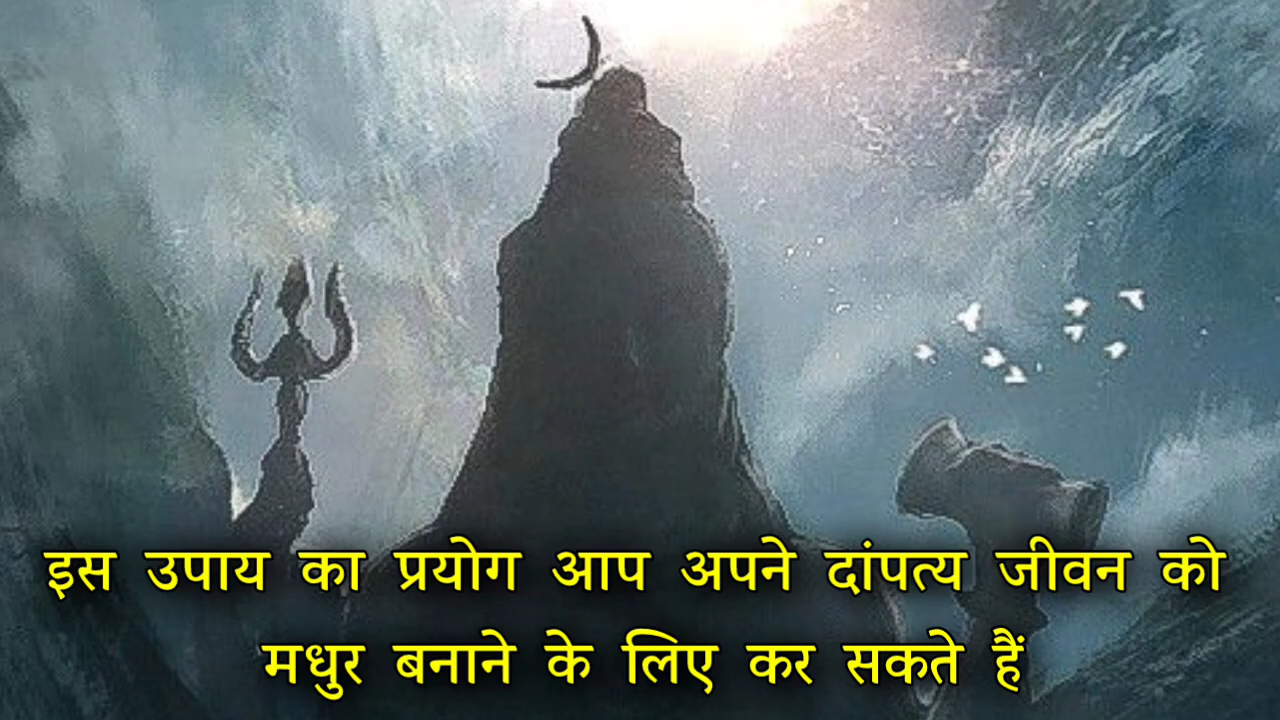 इस उपाय का प्रयोग आप अपने दांपत्य जीवन को
मधुर बनाने के लिए कर सकते हैं